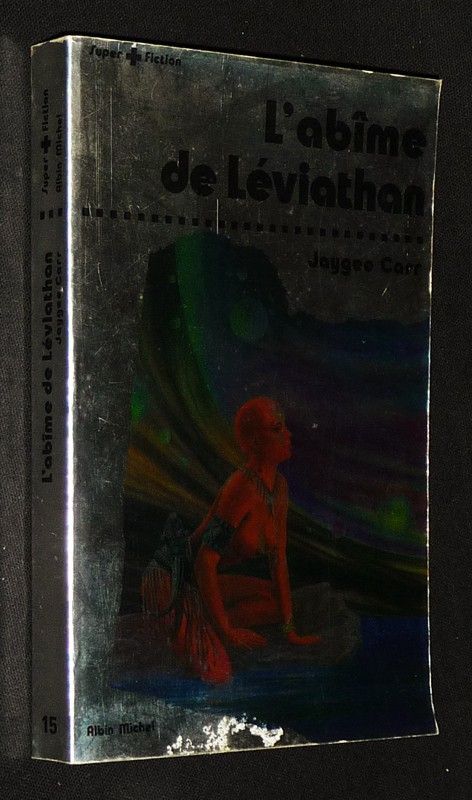 Super + Fiction
L'abîme
de Léviathan
Jaygee Carr
Albin Michel
Super + Fiction
Albin Michel
L'abîme de Léviathan
Jaygee Carr
15